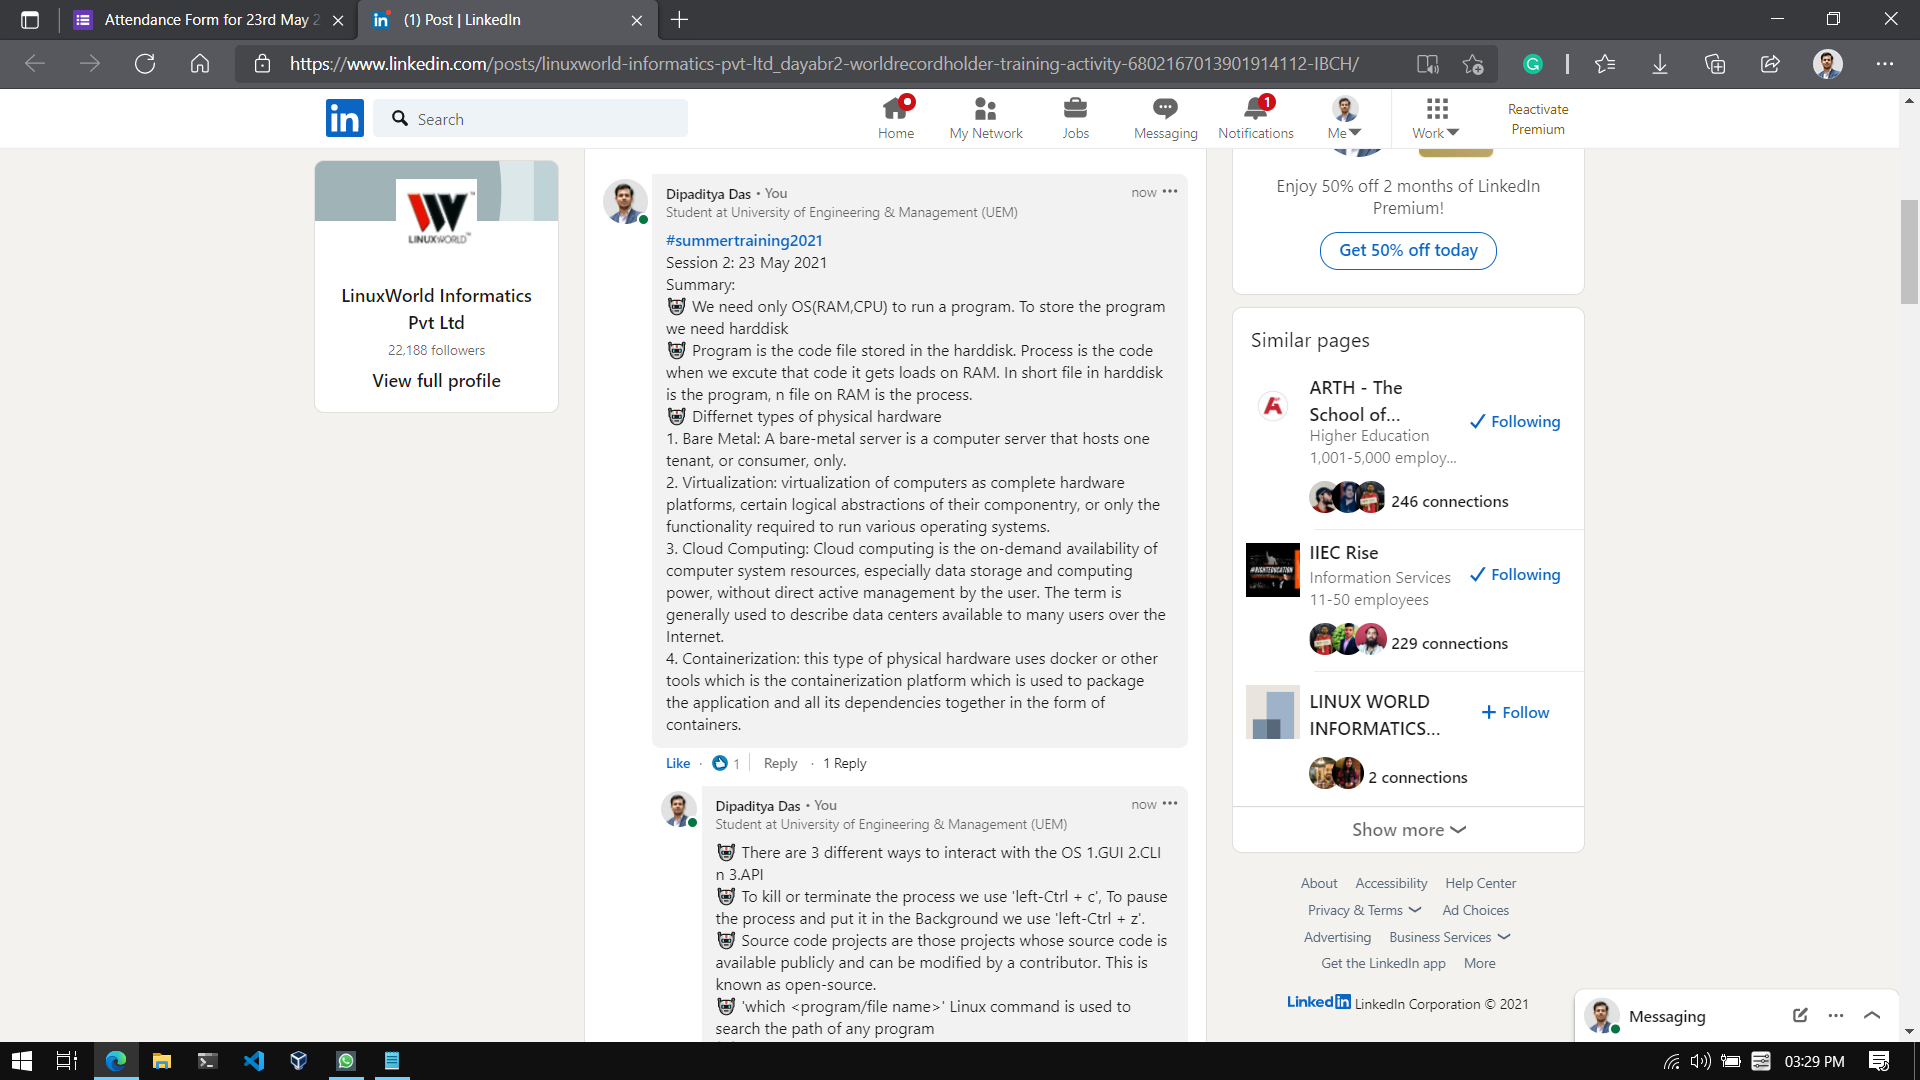 Attendance Form for 23rd May 2
(1) Post | LinkedIn
https://www.linkedin.com/posts/linuxworld-informatics-pvt-ltd_dayabr2-worldrecordholder-training-activity-6802167013901914112-IBCH/
in
Search
Home
My Network
Jobs
Messaging
1
Notifications
Me
Work
Reactivate
Premium
LINUXWORLD
LinuxWorld Informatics
Pvt Ltd
22,188 followers
View full profile
Dipaditya Das • You
now
Student at University of Engineering & Management (UEM)
#summertraining2021
Session 2: 23 May 2021
Summary:
We need only OS(RAM,CPU) to run a program. To store the program
we need harddisk
Program is the code file stored in the harddisk. Process is the code
when we excute that code it gets loads on RAM. In short file in harddisk
is the program, n file on RAM is the process.
Differnet types of physical hardware
1. Bare Metal: A bare-metal server is a computer server that hosts one
tenant, or consumer, only.
2. Virtualization: virtualization of computers as complete hardware
platforms, certain logical abstractions of their componentry, or only the
functionality required to run various operating systems.
3. Cloud Computing: Cloud computing is the on-demand availability of
computer system resources, especially data storage and computing
power, without direct active management by the user. The term is
generally used to describe data centers available to many users over the
Internet.
4. Containerization: this type of physical hardware uses docker or other
tools which is the containerization platform which is used to package
the application and all its dependencies together in the form of
containers.
Like · 1 Reply · 1 Reply
Dipaditya Das • You
now
Student at University of Engineering & Management (UEM)
There are 3 different ways to interact with the OS 1.GUI 2.CLI
n 3.API
To kill or terminate the process we use 'left-Ctrl + c', To pause
the process and put it in the Background we use 'left-Ctrl + z'.
Source code projects are those projects whose source code is
available publicly and can be modified by a contributor. This is
known as open-source.
'which <program/file name>' Linux command is used to
search the path of any program
Enjoy 50% off 2 months of LinkedIn
Premium!
Get 50% off today
Similar pages
ARTH - The
School of...
Higher Education
1,001-5,000 employ...
Following
246 connections
#RIGHTEDUCATION
IIEC Rise
Information Services
11-50 employees
Following
229 connections
LINUX WORLD
INFORMATICS...
Follow
2 connections
Show more
About Accessibility Help Center
Privacy & Terms Ad Choices
Advertising Business Services
Get the LinkedIn app More
LinkedIn LinkedIn Corporation © 2021
Messaging
03:29 PM